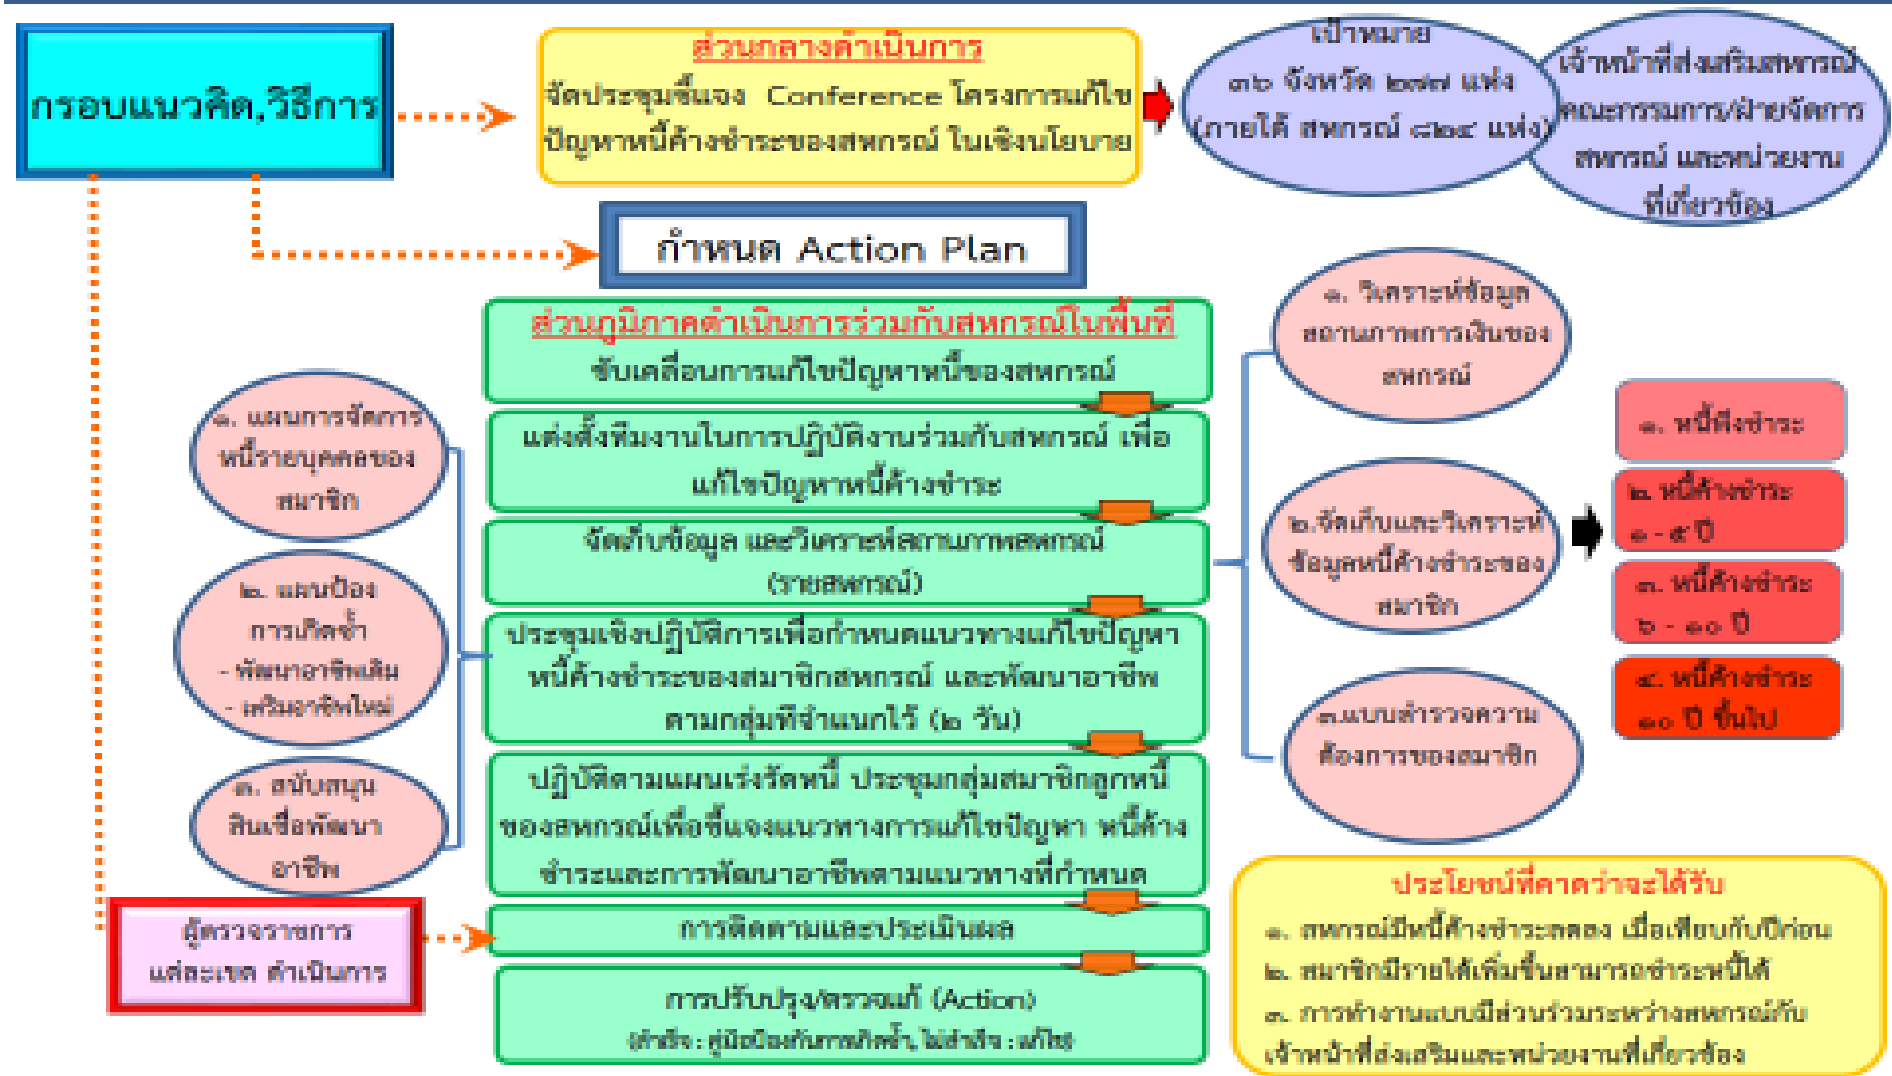 กรอบแนวคิด,วิธีการ
ส่วนกลางดำเนินการ
จัดประชุมชี้แจง Conference โครงการแก้ไข
ปัญหาหนี้ค้างชำระของสหกรณ์ ในเชิงนโยบาย
เป้าหมาย
๓๖ จังหวัด ๒๗๗ แห่ง
(ภายใต้ สหกรณ์ ๘๒๔ แห่ง)
เจ้าหน้าที่ส่งเสริมสหกรณ์
คณะกรรมการ/ฝ่ายจัดการ
สหกรณ์ และหน่วยงาน
ที่เกี่ยวข้อง
กำหนด Action Plan
ส่วนภูมิภาคดำเนินการร่วมกับสหกรณ์ในพื้นที่
ขับเคลื่อนการแก้ไขปัญหาหนี้ของสหกรณ์
แต่งตั้งทีมงานในการปฏิบัติงานร่วมกับสหกรณ์ เพื่อ
แก้ไขปัญหาหนี้ค้างชำระ
จัดเก็บข้อมูล และวิเคราะห์สถานภาพสหกรณ์
(รายสหกรณ์)
ประชุมเชิงปฏิบัติการเพื่อกำหนดแนวทางแก้ไขปัญหา
หนี้ค้างชำระของสมาชิกสหกรณ์ และพัฒนาอาชีพ
ตามกลุ่มที่จำแนกไว้ (๒ วัน)
ปฏิบัติตามแผนเร่งรัดหนี้ ประชุมกลุ่มสมาชิกลูกหนี้
ของสหกรณ์เพื่อชี้แจงแนวทางการแก้ไขปัญหา หนี้ค้าง
ชำระและการพัฒนาอาชีพตามแนวทางที่กำหนด
การติดตามและประเมินผล
การปรับปรุง/ตรวจแก้ (Action)
(สำเร็จ : คู่มือป้องกันการเกิดซ้ำ, ไม่สำเร็จ : แก้ไข)
๑. แผนการจัดการ
หนี้รายบุคคลของ
สมาชิก
๒. แผนป้อง
การเกิดซ้ำ
- พัฒนาอาชีพเดิม
- เสริมอาชีพใหม่
๓. สนับสนุน
สินเชื่อพัฒนา
อาชีพ
ผู้ตรวจราชการ
แต่ละเขต ดำเนินการ
๑. วิเคราะห์ข้อมูล
สถานภาพการเงินของ
สหกรณ์
๒.จัดเก็บและวิเคราะห์
ข้อมูลหนี้ค้างชำระของ
สมาชิก
๓.แบบสำรวจความ
ต้องการของสมาชิก
๑. หนี้พึงชำระ
๒. หนี้ค้างชำระ
๑ - ๕ ปี
๓. หนี้ค้างชำระ
๖ - ๑๐ ปี
๔. หนี้ค้างชำระ
๑๐ ปี ขึ้นไป
ประโยชน์ที่คาดว่าจะได้รับ
๑. สหกรณ์มีหนี้ค้างชำระลดลง เมื่อเทียบกับปีก่อน
๒. สมาชิกมีรายได้เพิ่มขึ้นสามารถชำระหนี้ได้
๓. การทำงานแบบมีส่วนร่วมระหว่างสหกรณ์กับ
เจ้าหน้าที่ส่งเสริมและหน่วยงานที่เกี่ยวข้อง